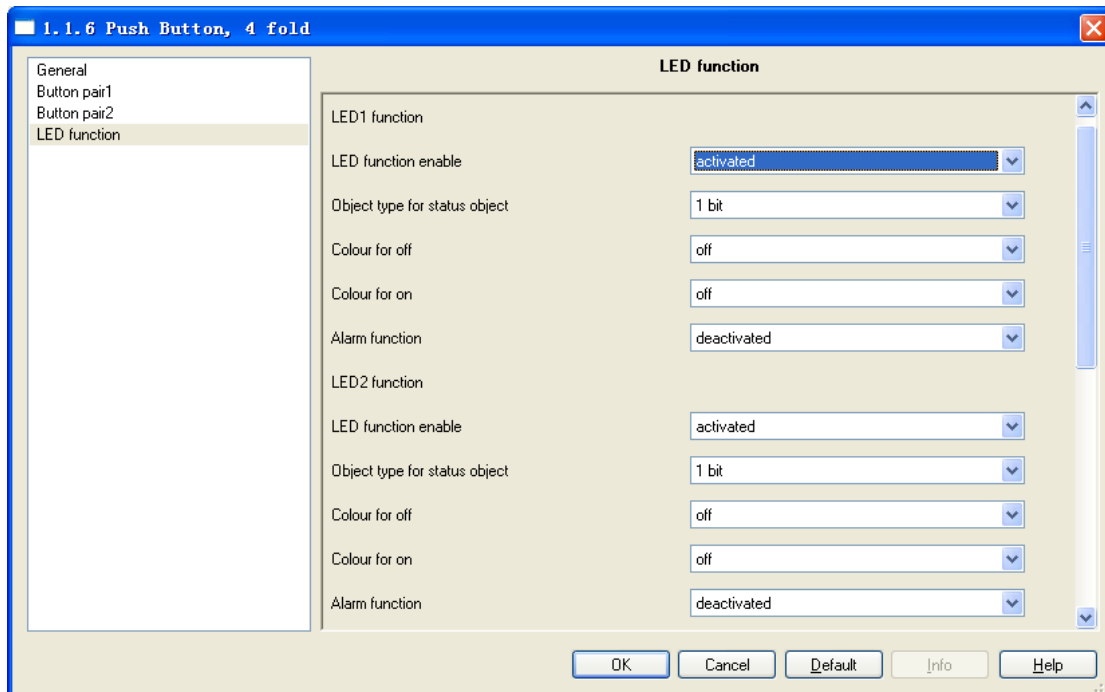 1.1.6 Push Button, 4 fold
General
Button pair1
Button pair2
LED function
LED function
LED1 function
LED function enable activated
Object type for status object 1 bit
Colour for off off
Colour for on off
Alarm function deactivated
LED2 function
LED function enable activated
Object type for status object 1 bit
Colour for off off
Colour for on off
Alarm function deactivated
OK Cancel Default Info Help